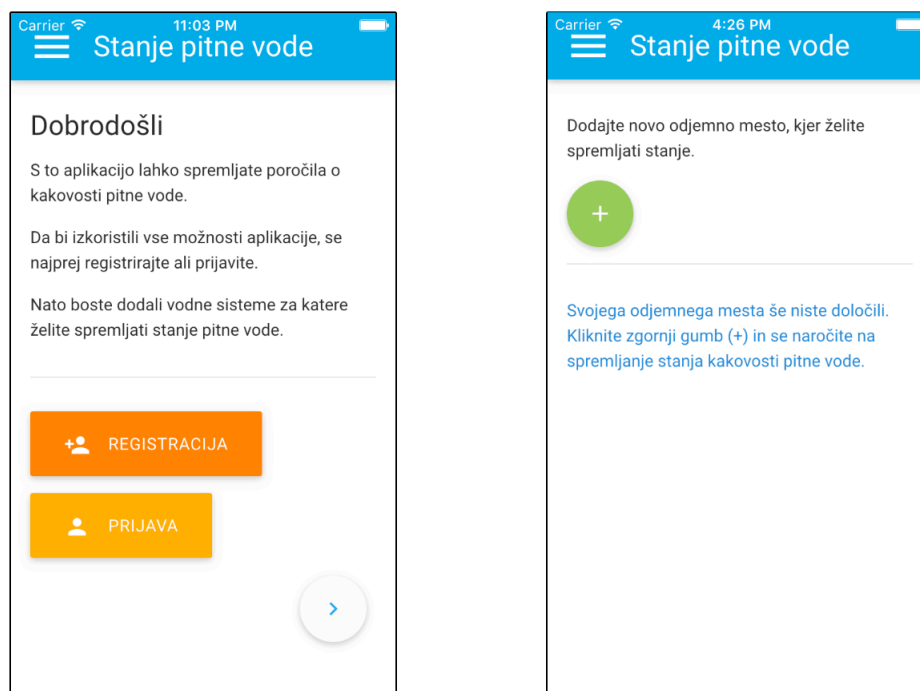 Carrier 11:03 PM
Stanje pitne vode
Dobrodošli
S to aplikacijo lahko spremljate poročila o
kakovosti pitne vode.
Da bi izkoristili vse možnosti aplikacije, se
najprej registrirajte ali prijavite.
Nato boste dodali vodne sisteme za katere
želite spremljati stanje pitne vode.
REGISTRACIJA
PRIJAVA
Carrier 4:26 PM
Stanje pitne vode
Dodajte novo odjemno mesto, kjer želite
spremljati stanje.
+
Svojega odjemnega mesta še niste določili.
Kliknite zgornji gumb (+) in se naročite na
spremljanje stanja kakovosti pitne vode.